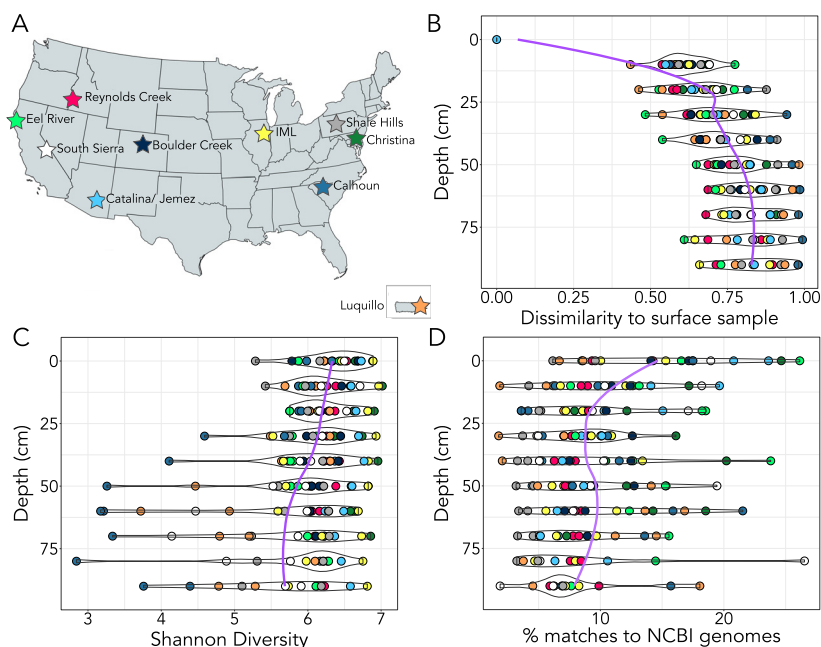 A
Reynolds Creek
Eel River
South Sierra
Boulder Creek
IML
Shale Hills
Christina
Catalina/ Jemez
Calhoun
Luquillo
B
0
25
50
75
Depth (cm)
0.00
0.25
0.50
0.75
1.00
Dissimilarity to surface sample
C
0
25
50
75
Depth (cm)
3
4
5
6
7
Shannon Diversity
D
0
25
50
75
Depth (cm)
10
20
% matches to NCBI genomes